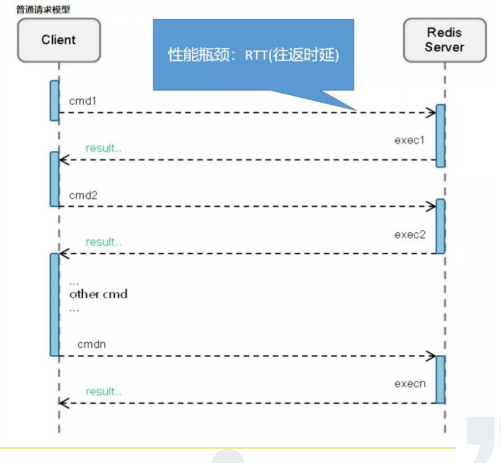 普通请求模型
Client
性能瓶颈：RTT(往返时延)
Redis
Server
cmd1
exec1
result..
cmd2
exec2
result..
...
other cmd
...
cmdn
execn
result..